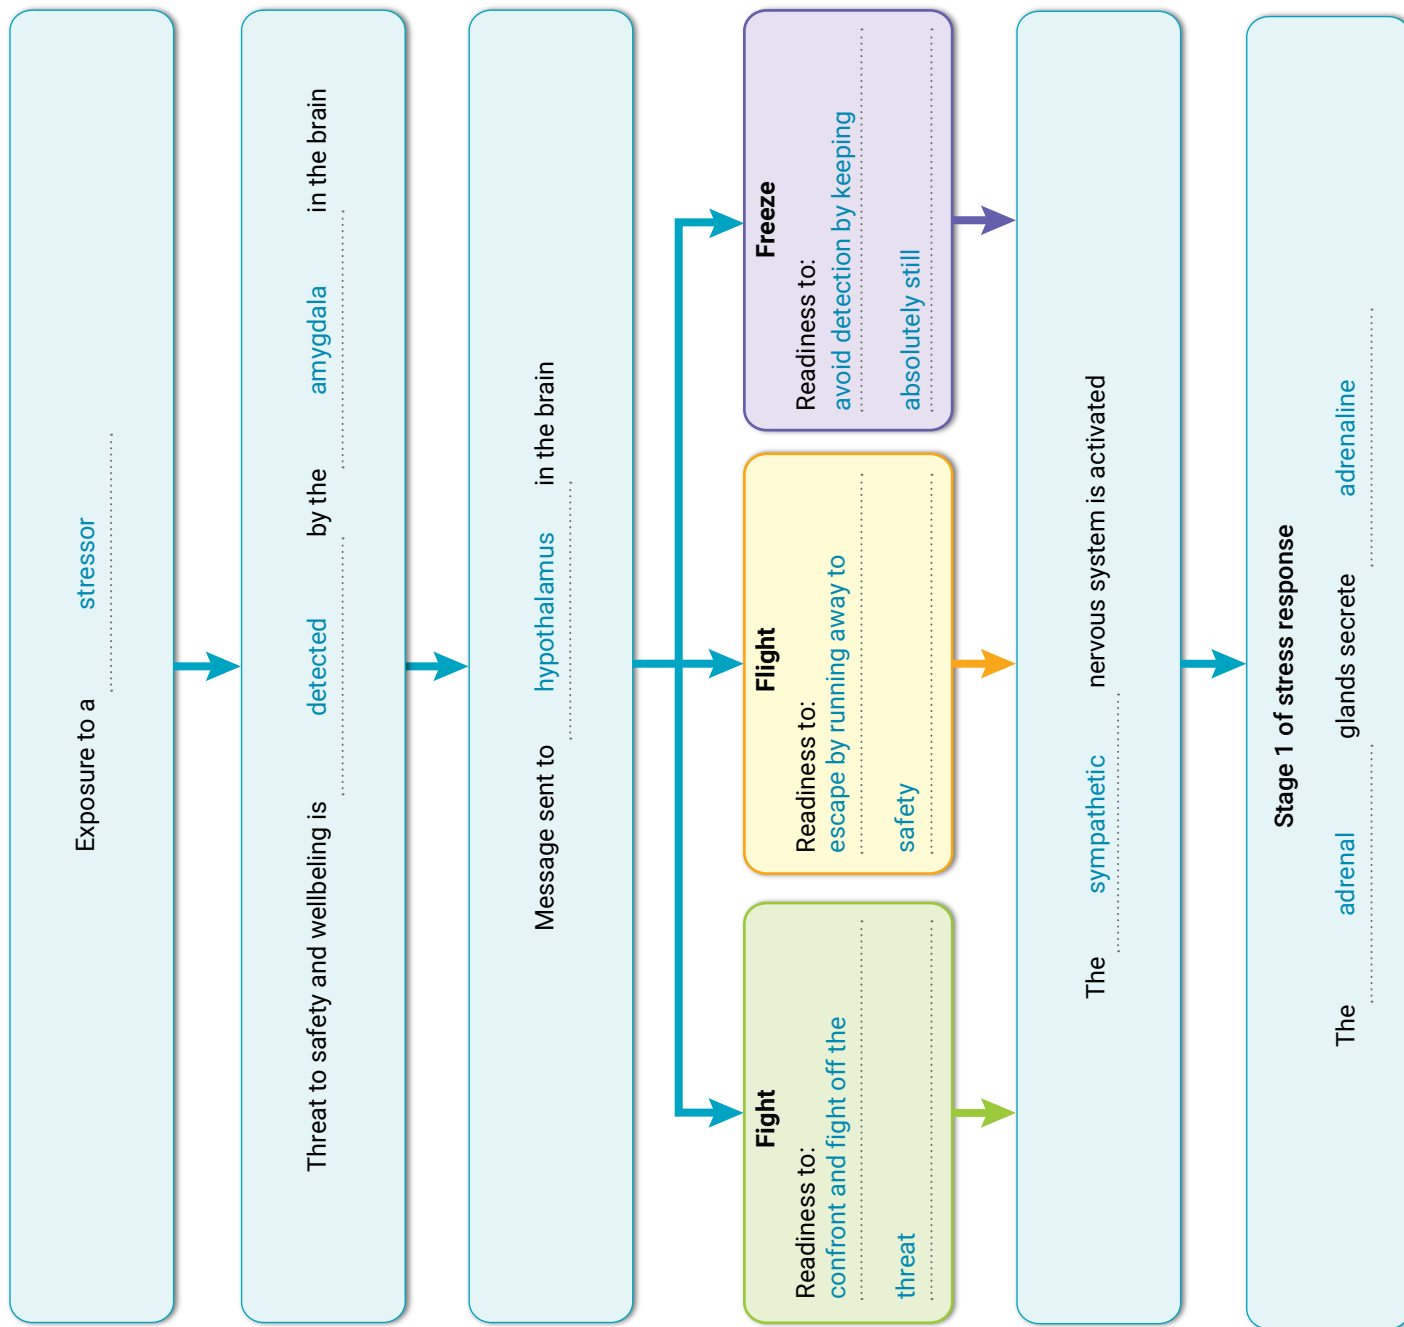 Exposure to a stressor
Threat to safety and wellbeing is detected by the amygdala in the brain
Message sent to hypothalamus in the brain
Fight
Readiness to:
confront and fight off the
threat
Flight
Readiness to:
escape by running away to
safety
Freeze
Readiness to:
avoid detection by keeping
absolutely still
The sympathetic nervous system is activated
Stage 1 of stress response
The adrenal glands secrete adrenaline